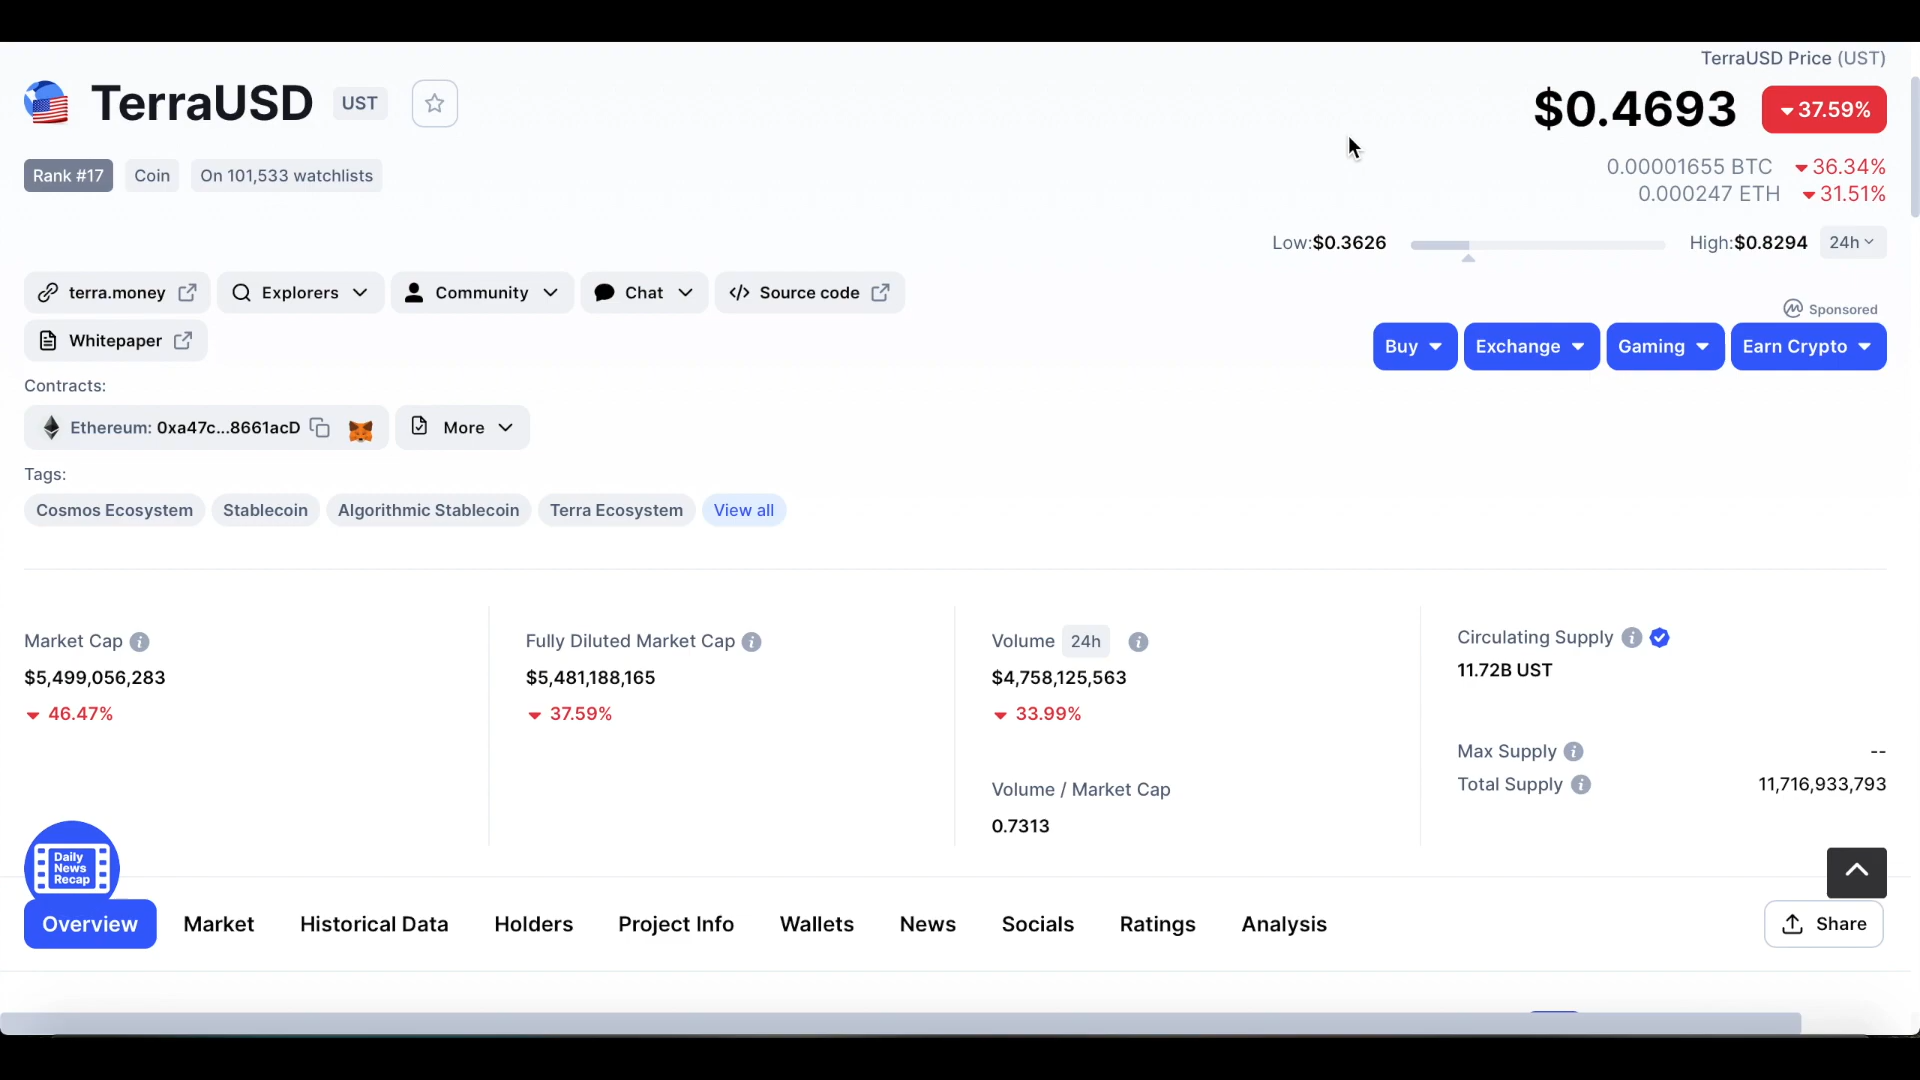 TerraUSD Price (UST)
TerraUSD UST
$0.4693 37.59%
Rank #17 Coin On 101,533 watchlists
0.00001655 BTC 36.34%
0.000247 ETH 31.51%
Low:$0.3626 High:$0.8294 24h
terra.money Explorers Community Chat </> Source code
Sponsored
Whitepaper
Buy Exchange Gaming Earn Crypto
Contracts:
Ethereum: 0xa47c...8661acD More
Tags:
Cosmos Ecosystem Stablecoin Algorithmic Stablecoin Terra Ecosystem View all
Market Cap
$5,499,056,283
46.47%
Fully Diluted Market Cap
$5,481,188,165
37.59%
Volume 24h
$4,758,125,563
33.99%
Volume / Market Cap
0.7313
Circulating Supply
11.72B UST
Max Supply --
Total Supply 11,716,933,793
Daily
News
Recap
Overview Market Historical Data Holders Project Info Wallets News Socials Ratings Analysis Share